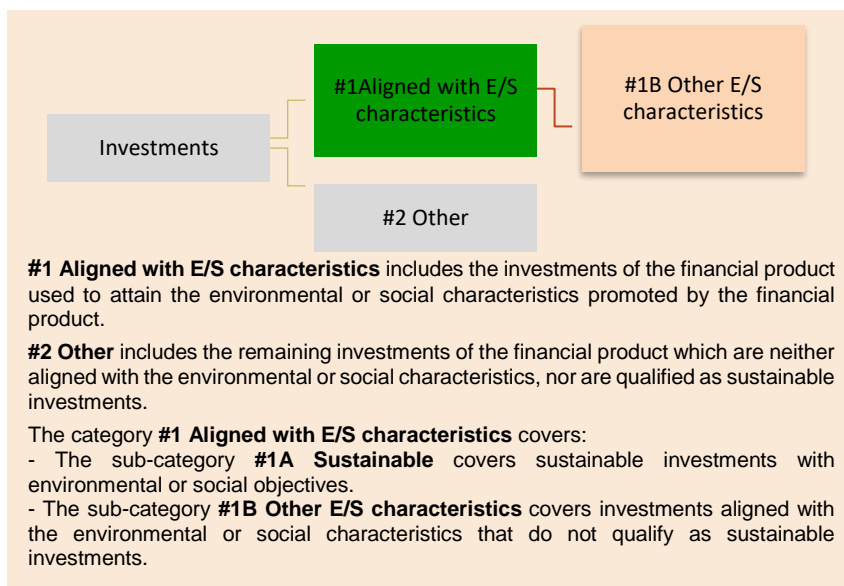 #1Aligned with E/S
characteristics
#1B Other E/S
characteristics
Investments
#2 Other
#1 Aligned with E/S characteristics includes the investments of the financial product
used to attain the environmental or social characteristics promoted by the financial
product.
#2 Other includes the remaining investments of the financial product which are neither
aligned with the environmental or social characteristics, nor are qualified as sustainable
investments.
The category #1 Aligned with E/S characteristics covers:
- The sub-category #1A Sustainable covers sustainable investments with
environmental or social objectives.
- The sub-category #1B Other E/S characteristics covers investments aligned with
the environmental or social characteristics that do not qualify as sustainable
investments.